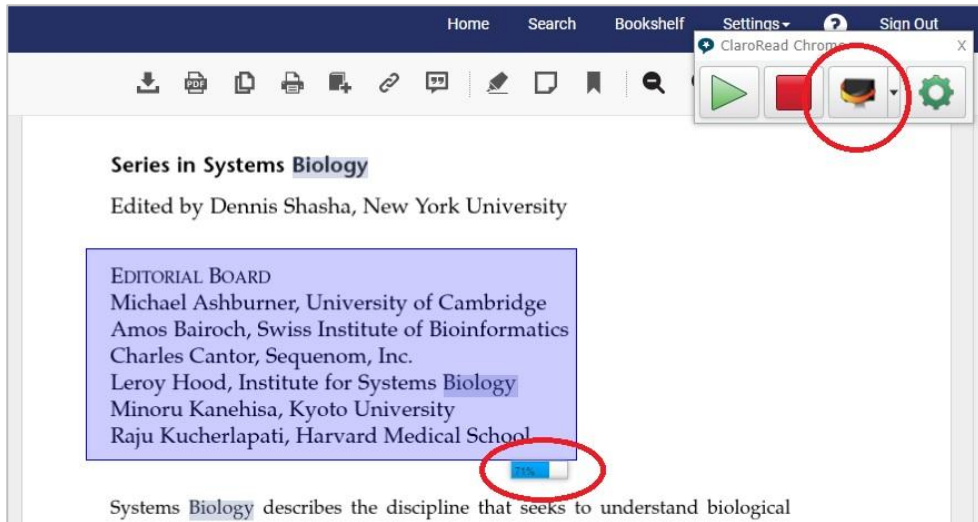 Home Search Bookshelf Settings ? Sign Out
ClaroRead Chrome X
PDF
Series in Systems Biology
Edited by Dennis Shasha, New York University
EDITORIAL BOARD
Michael Ashburner, University of Cambridge
Amos Bairoch, Swiss Institute of Bioinformatics
Charles Cantor, Sequenom, Inc.
Leroy Hood, Institute for Systems Biology
Minoru Kanehisa, Kyoto University
Raju Kucherlapati, Harvard Medical School
71%
Systems Biology describes the discipline that seeks to understand biological